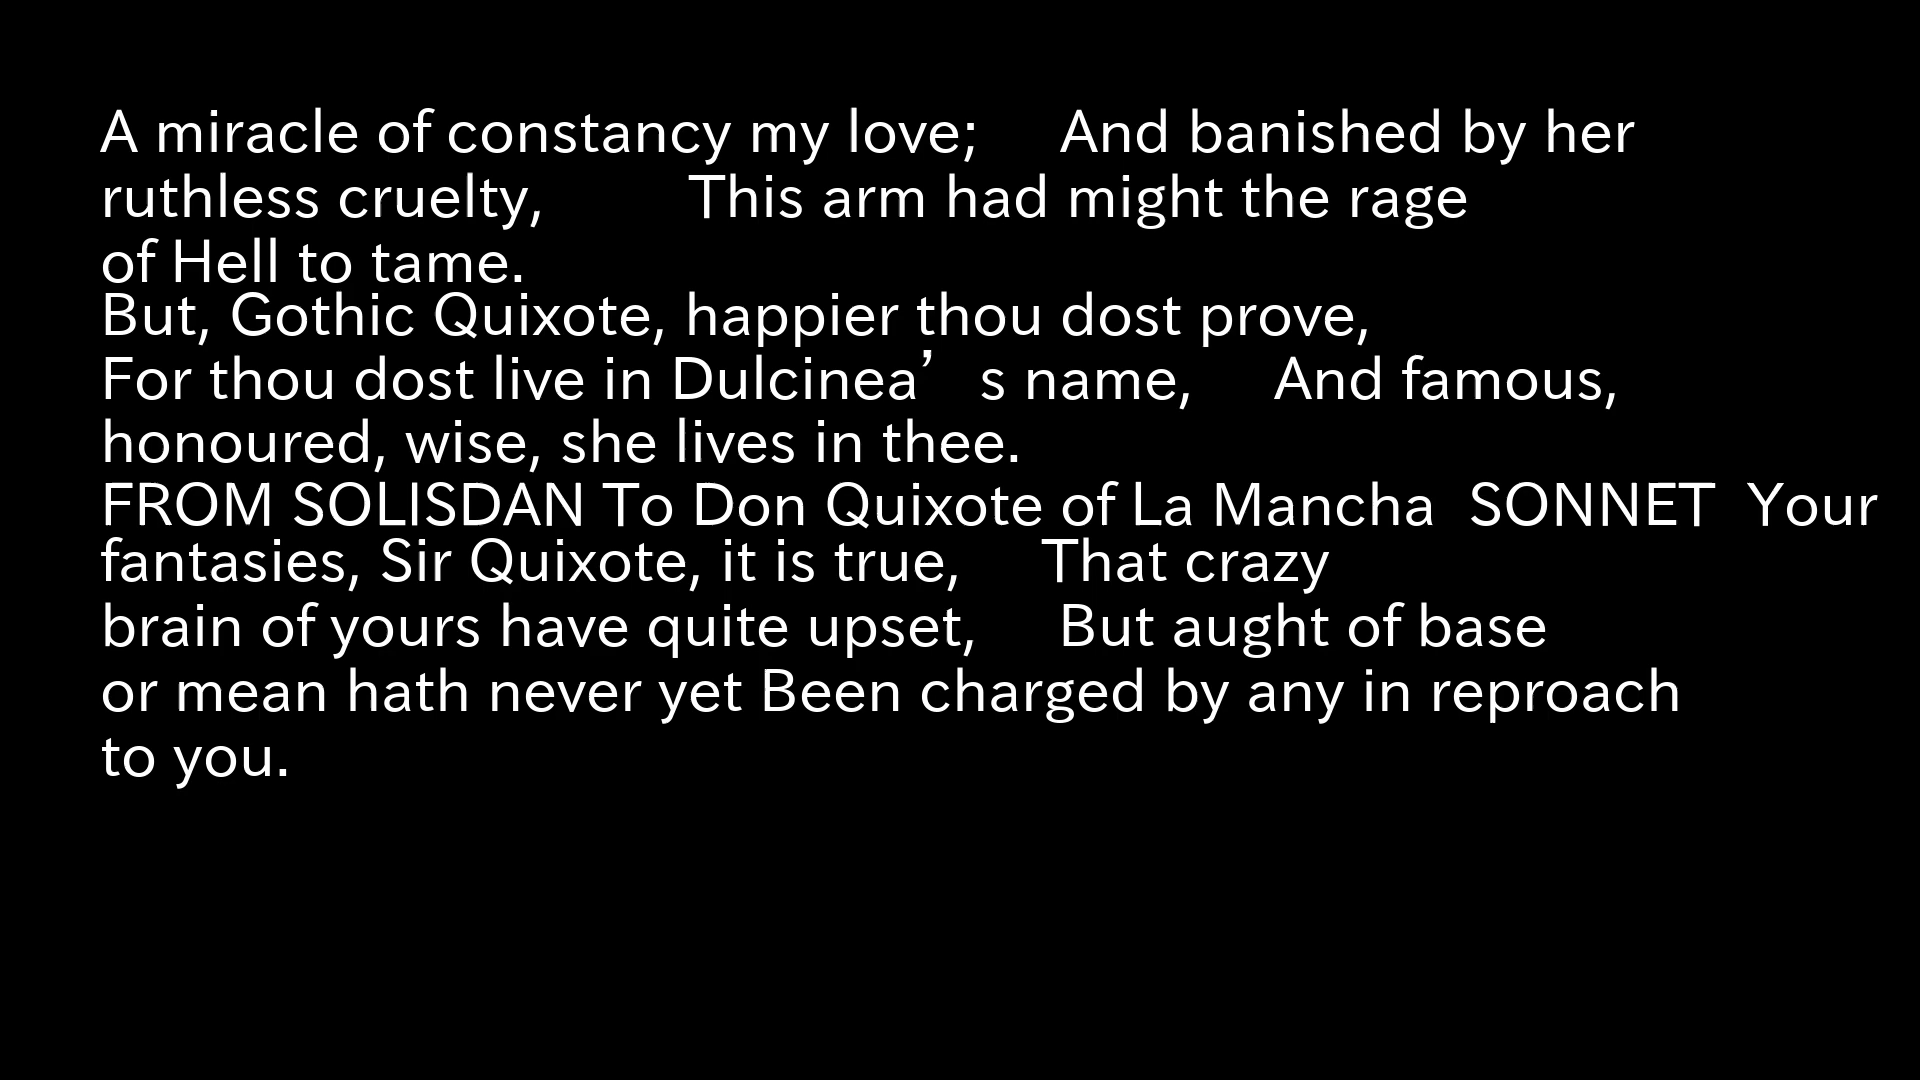 A miracle of constancy my love;     And banished by her
ruthless cruelty,         This arm had might the rage
of Hell to tame.
But, Gothic Quixote, happier thou dost prove,
For thou dost live in Dulcinea’s name,     And famous,
honoured, wise, she lives in thee.
FROM SOLISDAN To Don Quixote of La Mancha  SONNET  Your
fantasies, Sir Quixote, it is true,     That crazy
brain of yours have quite upset,     But aught of base
or mean hath never yet Been charged by any in reproach
to you.